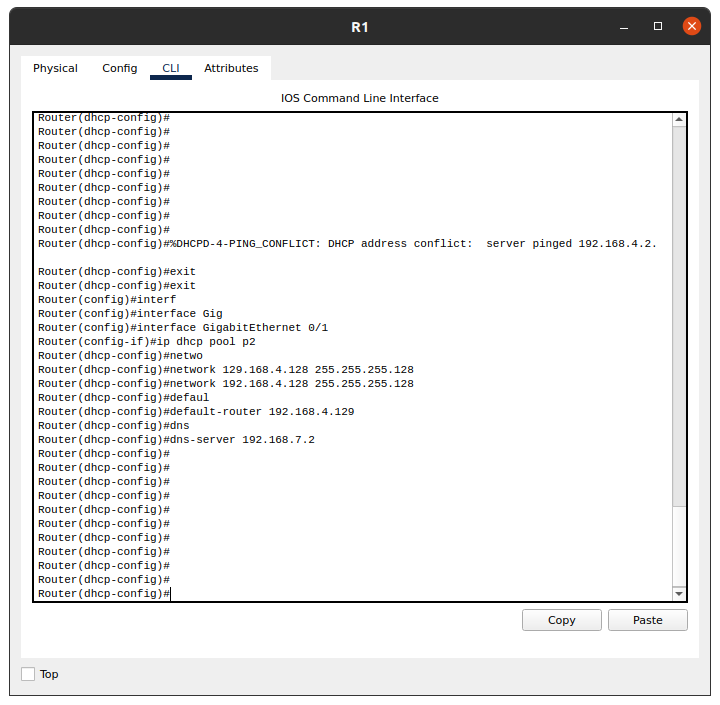 R1
Physical Config CLI Attributes
IOS Command Line Interface
Router(dhcp-config)#
Router(dhcp-config)#
Router(dhcp-config)#
Router(dhcp-config)#
Router(dhcp-config)#
Router(dhcp-config)#
Router(dhcp-config)#
Router(dhcp-config)#
Router(dhcp-config)#
Router(dhcp-config)#%DHCPD-4-PING_CONFLICT: DHCP address conflict:  server pinged 192.168.4.2.
Router(dhcp-config)#exit
Router(dhcp-config)#exit
Router(config)#interf
Router(config)#interface Gig
Router(config)#interface GigabitEthernet 0/1
Router(config-if)#ip dhcp pool p2
Router(dhcp-config)#netwo
Router(dhcp-config)#network 129.168.4.128 255.255.255.128
Router(dhcp-config)#network 192.168.4.128 255.255.255.128
Router(dhcp-config)#defaul
Router(dhcp-config)#default-router 192.168.4.129
Router(dhcp-config)#dns
Router(dhcp-config)#dns-server 192.168.7.2
Router(dhcp-config)#
Router(dhcp-config)#
Router(dhcp-config)#
Router(dhcp-config)#
Router(dhcp-config)#
Router(dhcp-config)#
Router(dhcp-config)#
Router(dhcp-config)#
Router(dhcp-config)#
Router(dhcp-config)#
Router(dhcp-config)#
Copy Paste
Top